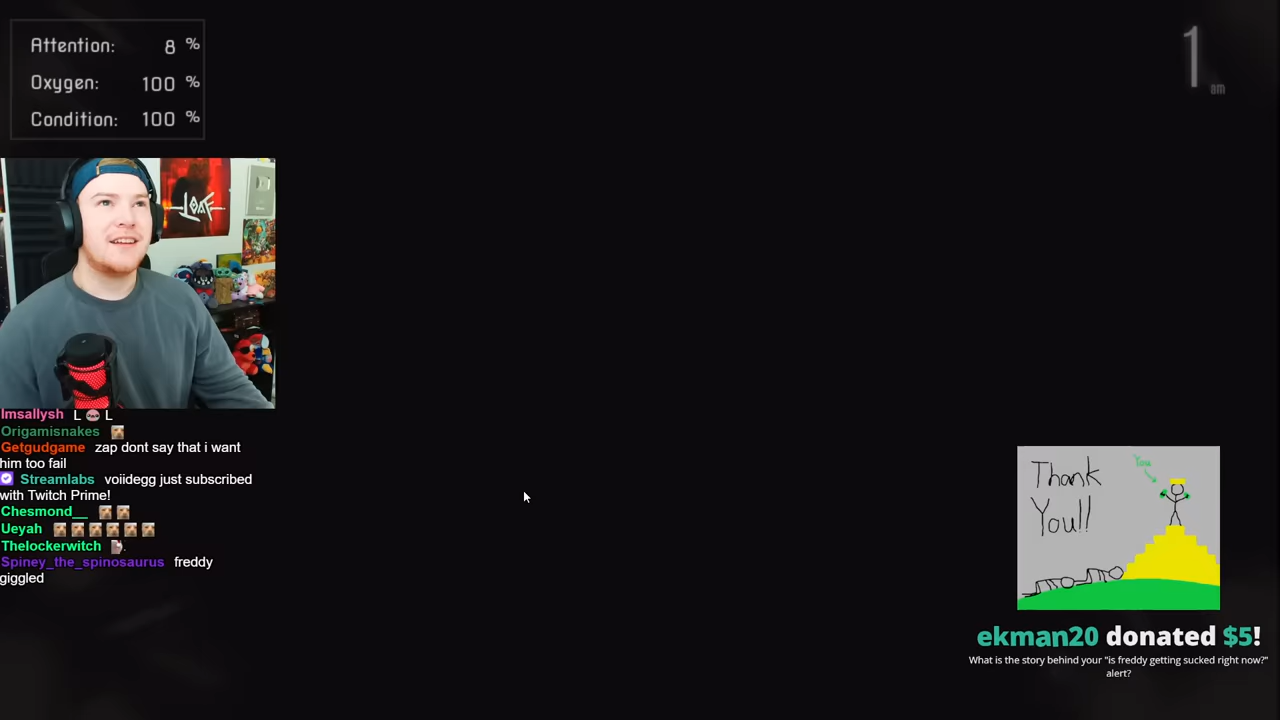 Attention: 8 %
Oxygen: 100 %
Condition: 100 %
1
am
LOAF
Imsallysh L L
Origamisnakes
Getgudgame zap dont say that i want
him too fail
Streamlabs voiidegg just subscribed
with Twitch Prime!
Chesmond__
Ueyah
Thelockerwitch
Spiney_the_spinosaurus freddy
giggled
You
Thank
You!!
ekman20 donated $5!
What is the story behind your "is freddy getting sucked right now?"
alert?